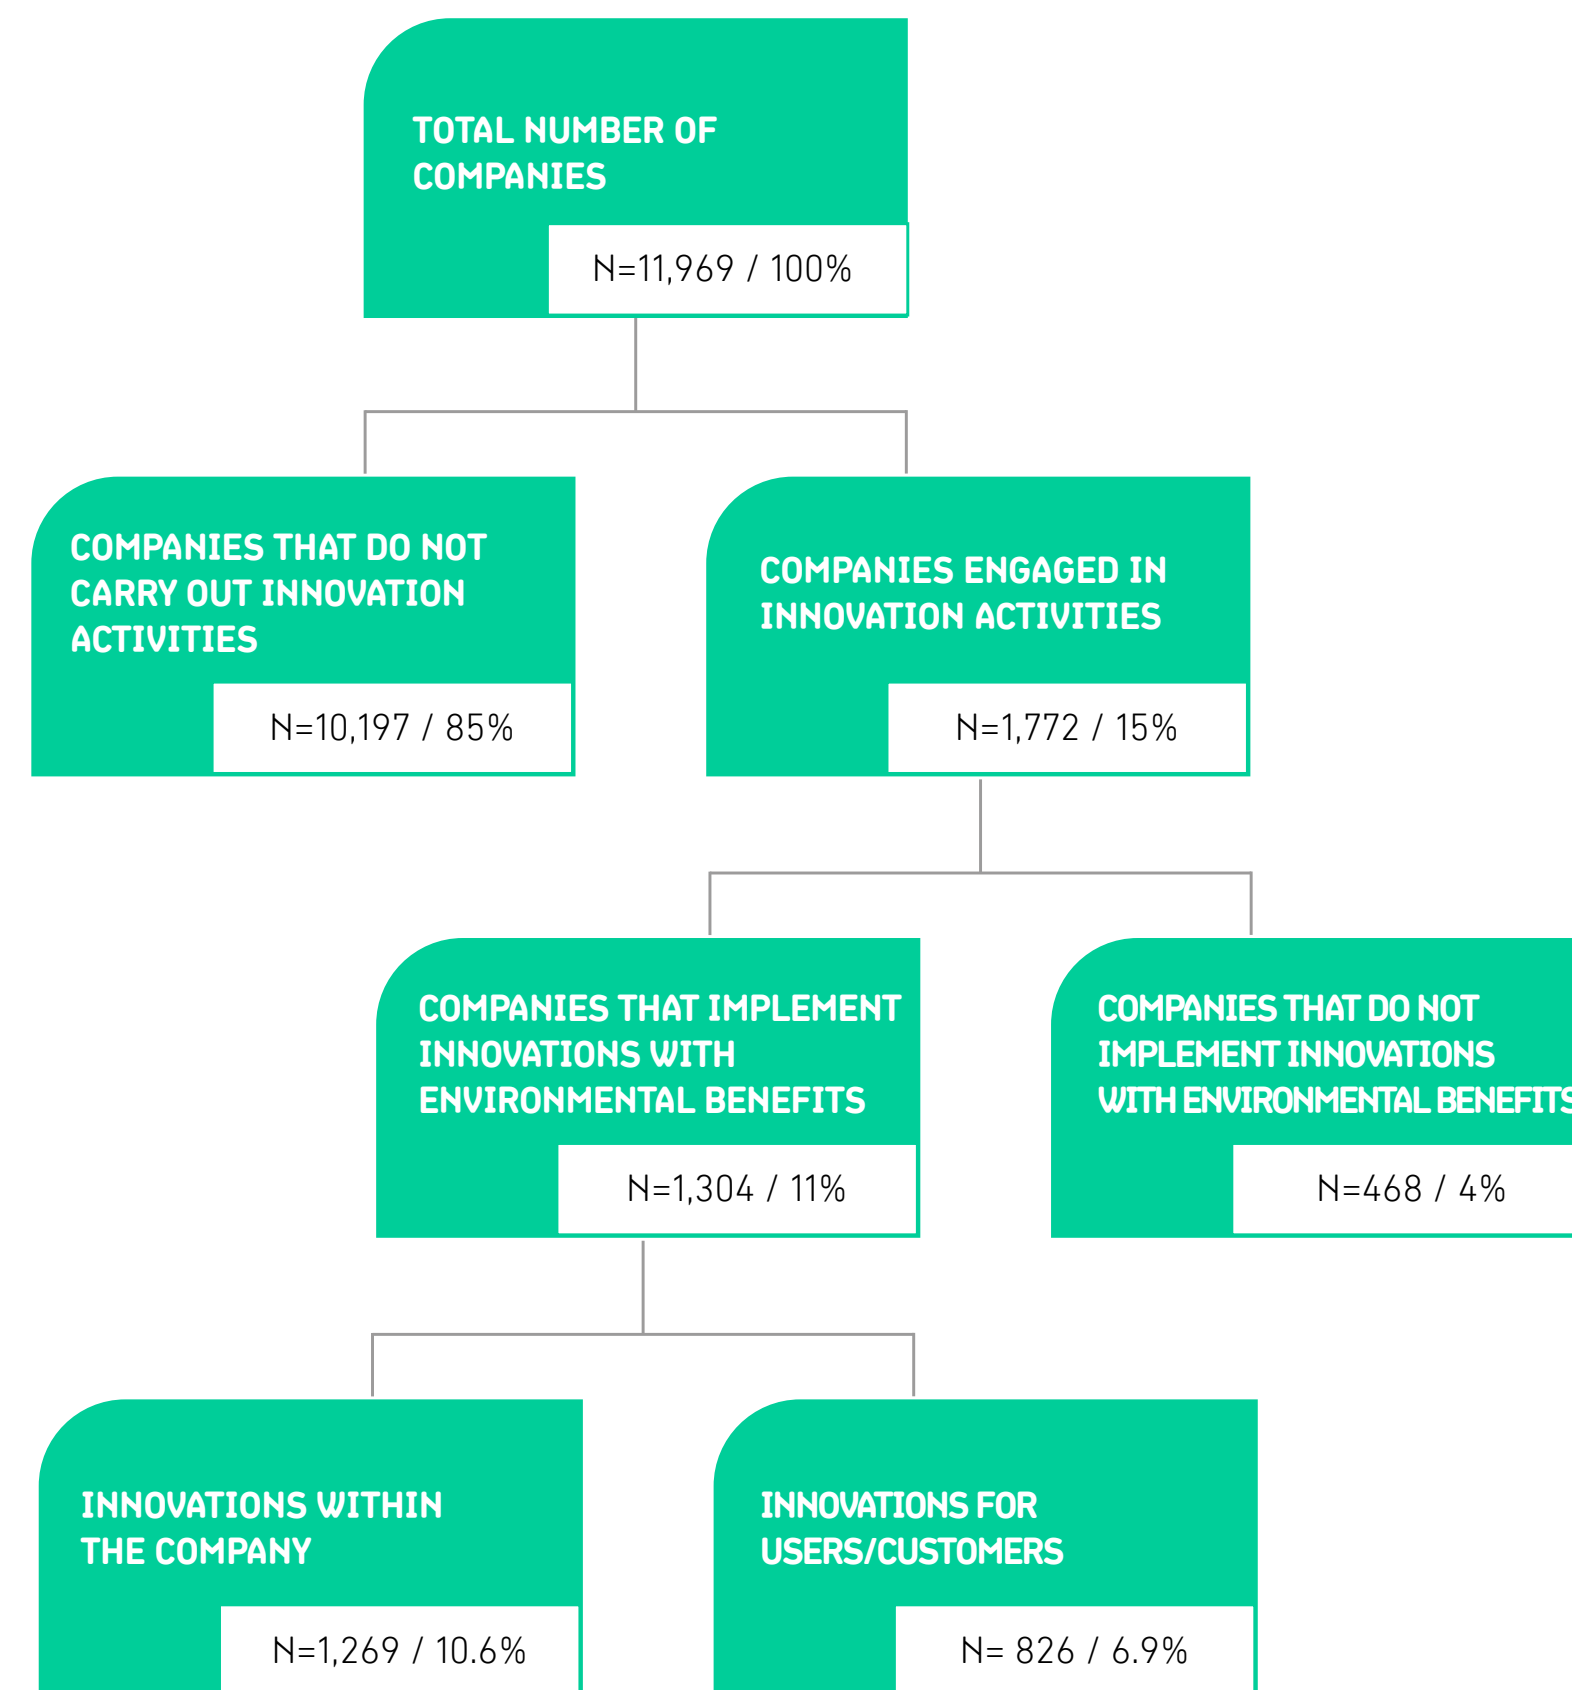 TOTAL NUMBER OF
COMPANIES
N=11,969 / 100%
COMPANIES THAT DO NOT
CARRY OUT INNOVATION
ACTIVITIES
N=10,197 / 85%
COMPANIES ENGAGED IN
INNOVATION ACTIVITIES
N=1,772 / 15%
COMPANIES THAT IMPLEMENT
INNOVATIONS WITH
ENVIRONMENTAL BENEFITS
N=1,304 / 11%
COMPANIES THAT DO NOT
IMPLEMENT INNOVATIONS
WITH ENVIRONMENTAL BENEFITS
N=468 / 4%
INNOVATIONS WITHIN
THE COMPANY
N=1,269 / 10.6%
INNOVATIONS FOR
USERS/CUSTOMERS
N= 826 / 6.9%